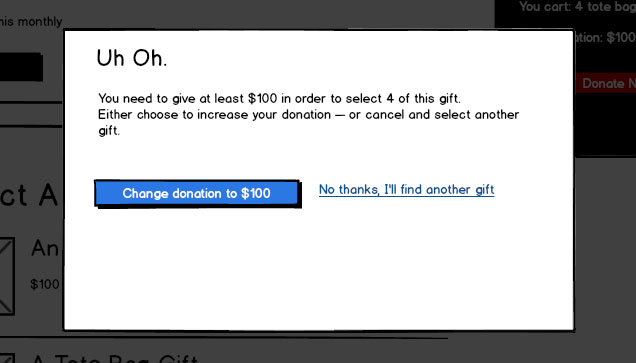 You cart: 4 tote bag
his monthly
ation: $100
Uh Oh.
Donate N
You need to give at least $100 in order to select 4 of this gift.
Either choose to increase your donation — or cancel and select another
gift.
Change donation to $100
No thanks, I'll find another gift
ct A
An
$100
A Tote Bag Gift